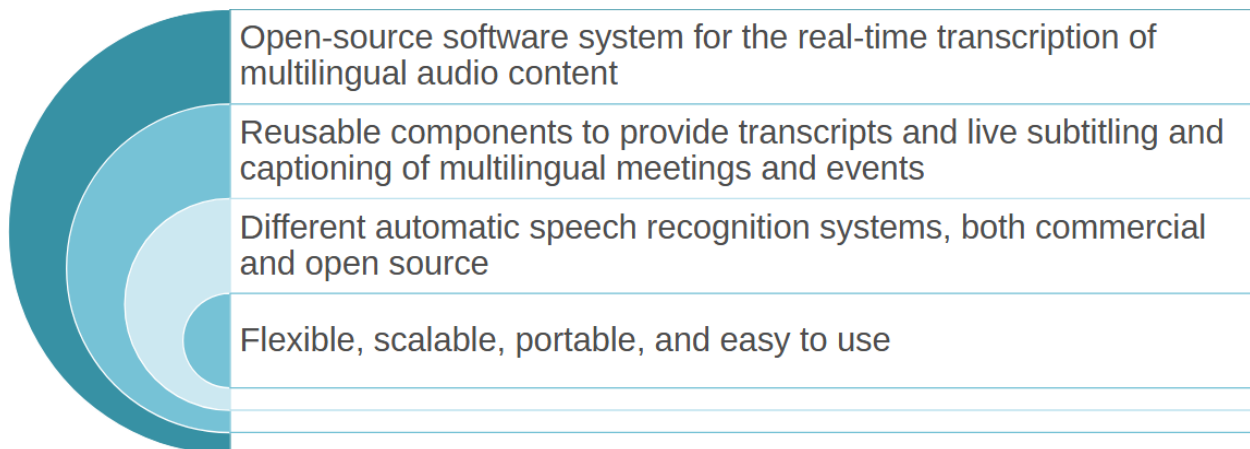 Open-source software system for the real-time transcription of
multilingual audio content
Reusable components to provide transcripts and live subtitling and
captioning of multilingual meetings and events
Different automatic speech recognition systems, both commercial
and open source
Flexible, scalable, portable, and easy to use